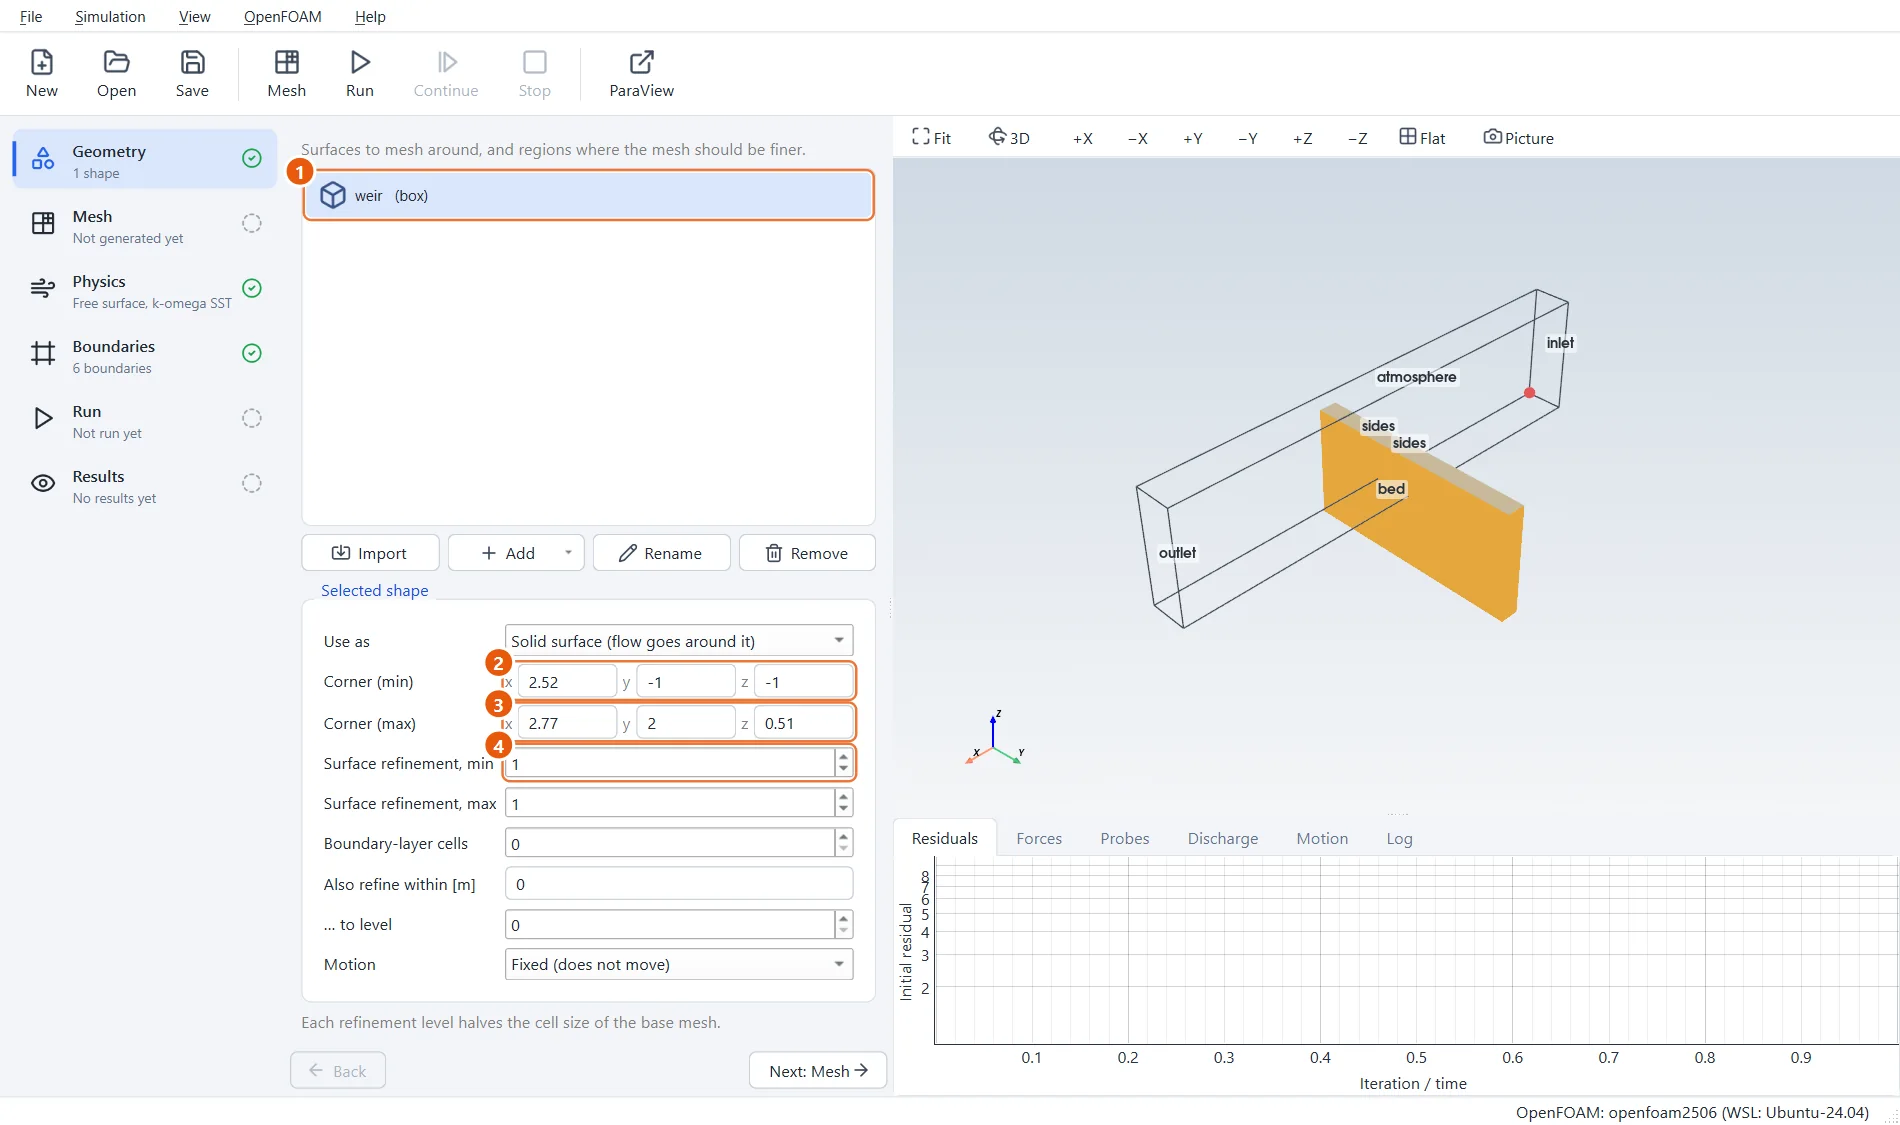 File Simulation View OpenFOAM Help
New Open Save Mesh Run Continue Stop ParaView
Geometry
1 shape
Mesh
Not generated yet
Physics
Free surface, k-omega SST
Boundaries
6 boundaries
Run
Not run yet
Results
No results yet
Surfaces to mesh around, and regions where the mesh should be finer.
1
weir (box)
Import Add Rename Remove
Selected shape
Use as Solid surface (flow goes around it)
2
Corner (min) x 2.52 y -1 z -1
3
Corner (max) x 2.77 y 2 z 0.51
4
Surface refinement, min 1
Surface refinement, max 1
Boundary-layer cells 0
Also refine within [m] 0
... to level 0
Motion Fixed (does not move)
Each refinement level halves the cell size of the base mesh.
Back Next: Mesh
Fit 3D +X −X +Y −Y +Z −Z Flat Picture
inlet
atmosphere
sides
sides
bed
outlet
Z
X Y
Residuals Forces Probes Discharge Motion Log
Initial residual
8
7
6
5
4
3
2
0.1 0.2 0.3 0.4 0.5 0.6 0.7 0.8 0.9
Iteration / time
OpenFOAM: openfoam2506 (WSL: Ubuntu-24.04)